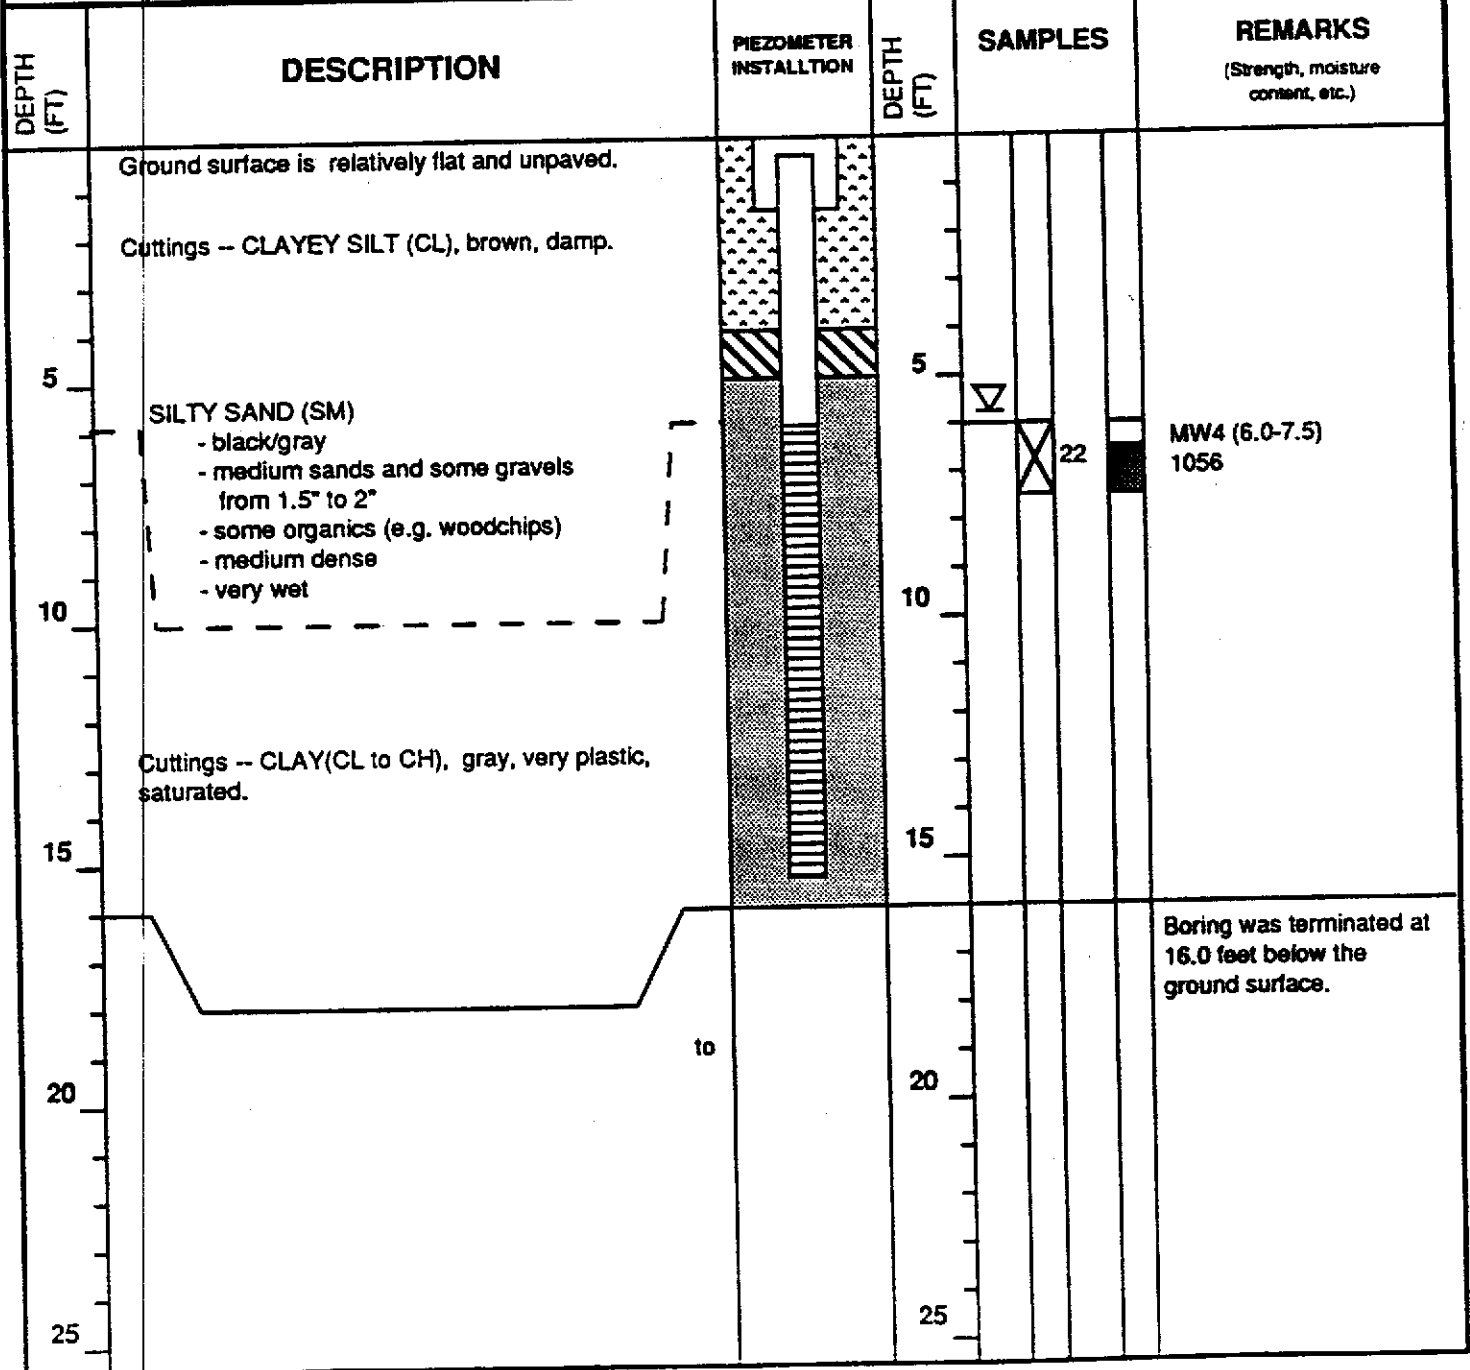 DEPTH
(FT)
DESCRIPTION
PIEZOMETER
INSTALLTION
DEPTH
(FT)
SAMPLES
REMARKS
(Strength, moisture
content, etc.)
Ground surface is relatively flat and unpaved.
Cuttings -- CLAYEY SILT (CL), brown, damp.
5
5
SILTY SAND (SM)
- black/gray
- medium sands and some gravels
from 1.5" to 2"
- some organics (e.g. woodchips)
- medium dense
- very wet
22
MW4 (6.0-7.5)
1056
10
10
Cuttings -- CLAY(CL to CH), gray, very plastic,
saturated.
15
15
Boring was terminated at
16.0 feet below the
ground surface.
to
20
20
25
25